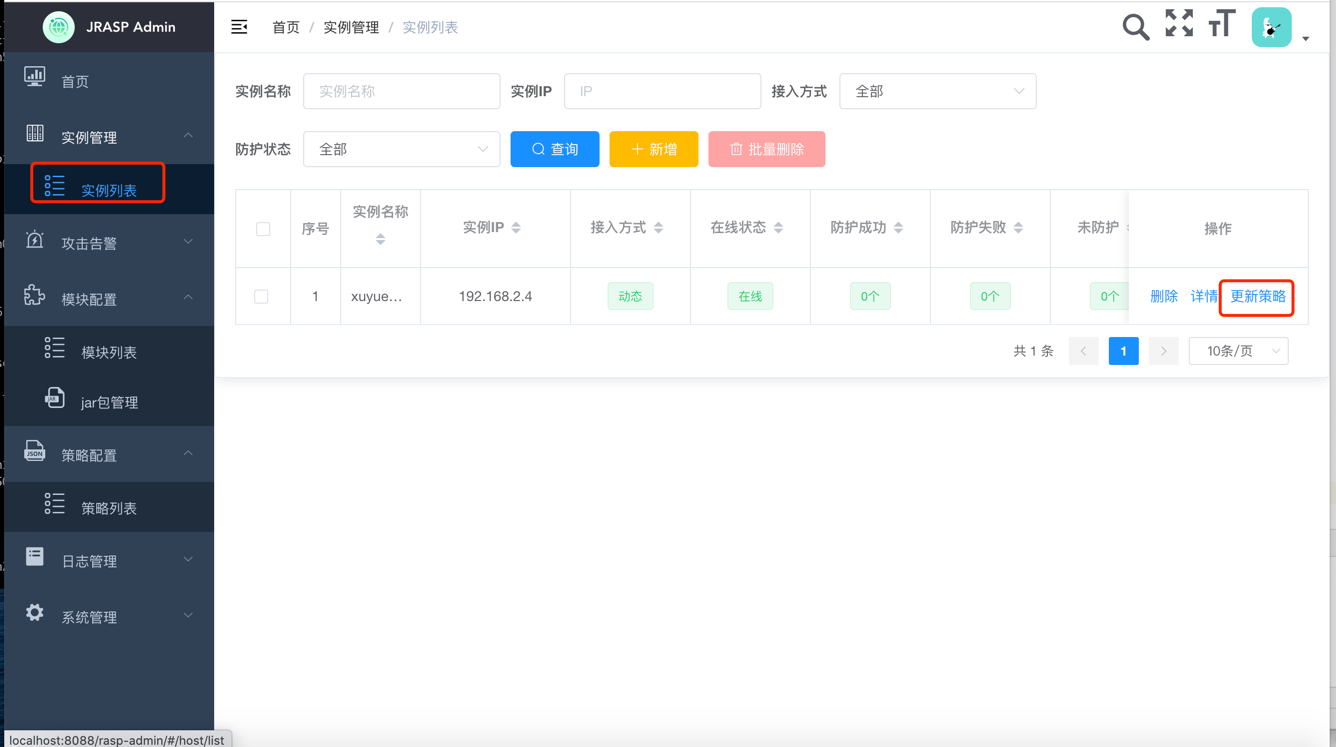 JRASP Admin
首页 / 实例管理 / 实例列表
首页
实例管理
实例列表
攻击告警
模块配置
模块列表
jar包管理
策略配置
策略列表
日志管理
系统管理
实例名称 实例名称 实例IP IP 接入方式 全部
防护状态 全部 查询 新增 批量删除
序号 实例名称 实例IP 接入方式 在线状态 防护成功 防护失败 未防护 操作
1 xuyue... 192.168.2.4 动态 在线 0个 0个 0个 删除 详情 更新策略
共 1 条 1 10条/页
localhost:8088/rasp-admin/#/host/list